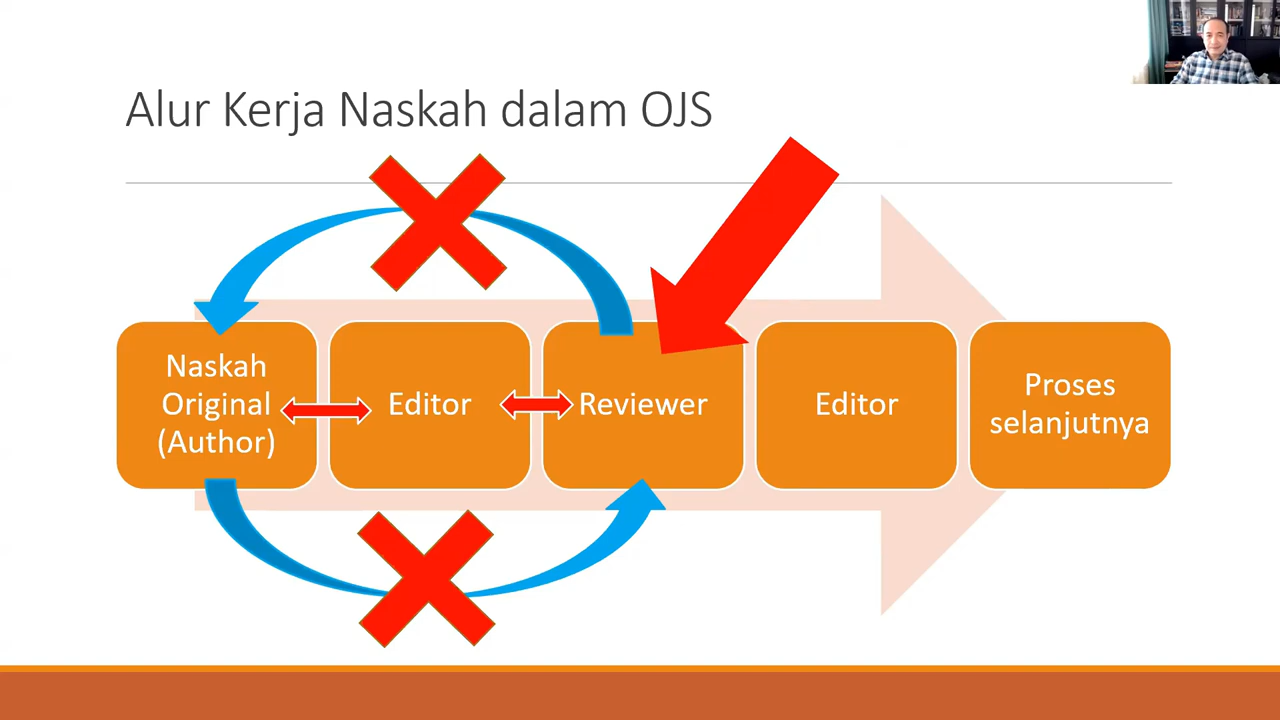 Alur Kerja Naskah dalam OJS
Naskah
Original
(Author)
Editor
Reviewer
Editor
Proses
selanjutnya